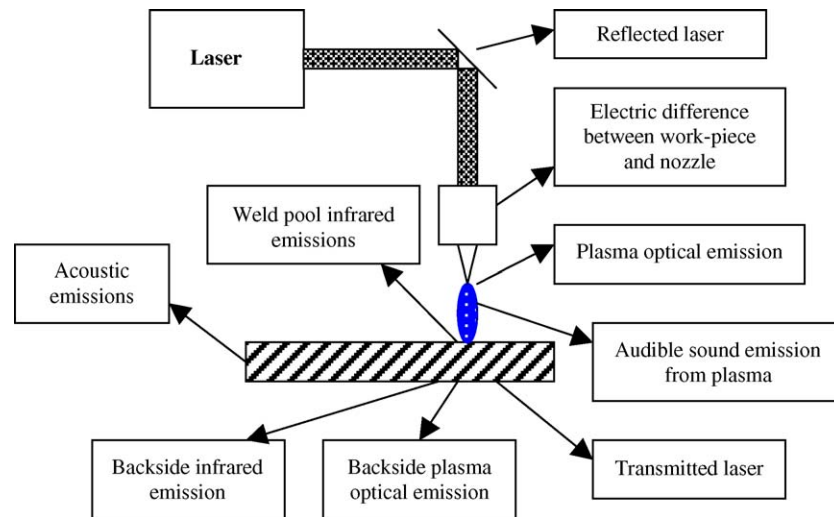 Laser
Reflected laser
Electric difference
between work-piece
and nozzle
Weld pool infrared
emissions
Plasma optical emission
Acoustic
emissions
Audible sound emission
from plasma
Backside infrared
emission
Backside plasma
optical emission
Transmitted laser